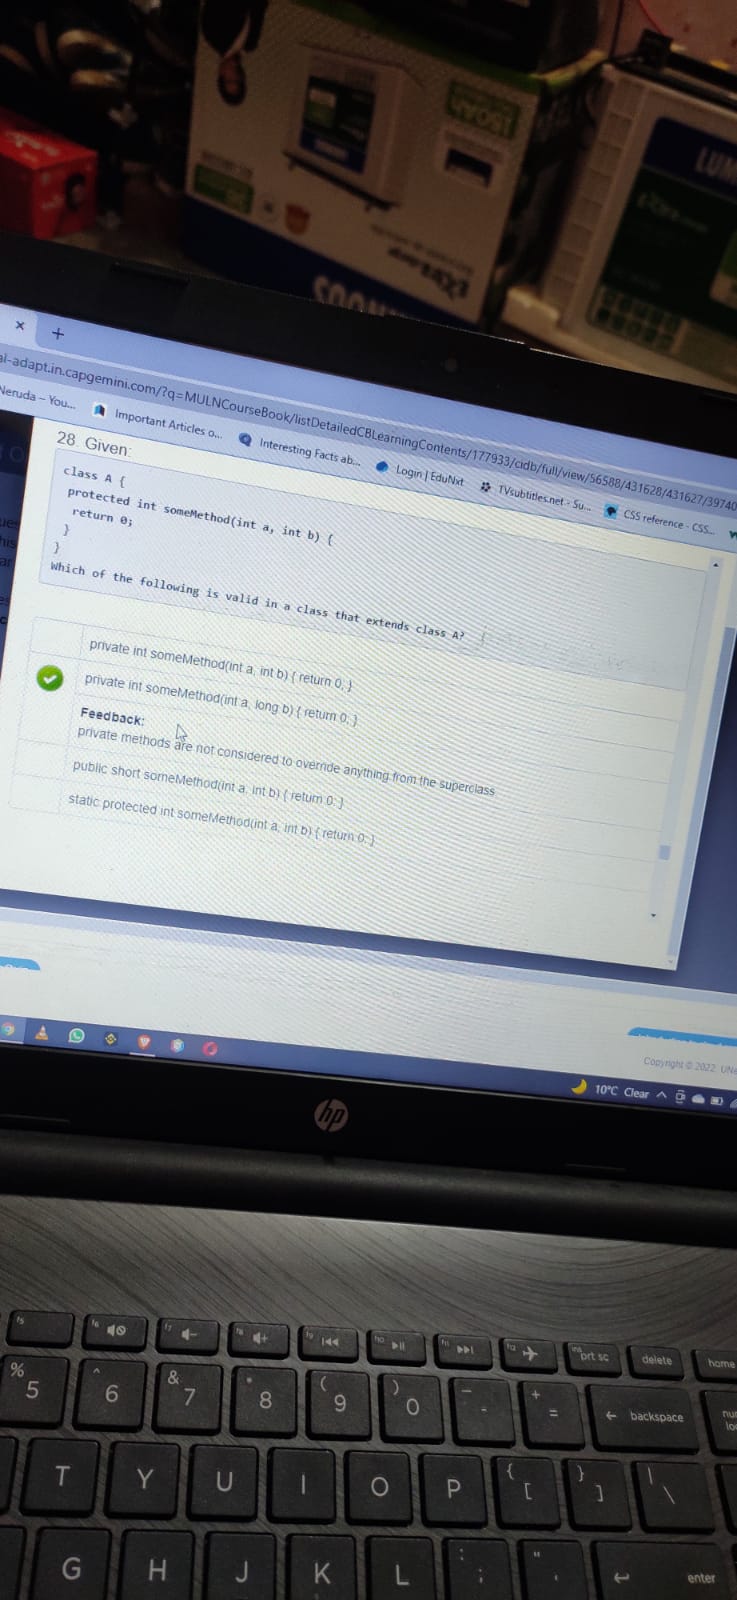 150Ah
LUM
× +
al-adapt.in.capgemini.com/?q=MULNCourseBook/listDetailedCBLearningContents/177933/cidb/full/view/56588/431628/431627/39740
Neruda – You... Important Articles o... Interesting Facts ab... Login | EduNxt TVsubtitles.net - Su... CSS reference - CSS...
28. Given:
class A {
protected int someMethod(int a, int b) {
return 0;
}
}
Which of the following is valid in a class that extends class A?
private int someMethod(int a, int b) { return 0; }
private int someMethod(int a, long b) { return 0; }
Feedback:
private methods are not considered to override anything from the superclass
public short someMethod(int a, int b) { return 0; }
static protected int someMethod(int a, int b) { return 0; }
Copyright © 2022, UNe
10°C Clear
hp
f5 f6 f7 f8 f9 f10 f11 f12 ins prt sc delete home
% 5 ^ 6 & 7 * 8 ( 9 ) 0 _ - + = ← backspace nu lo
T Y U I O P { [ } ] | \
G H J K L : ; " ' enter